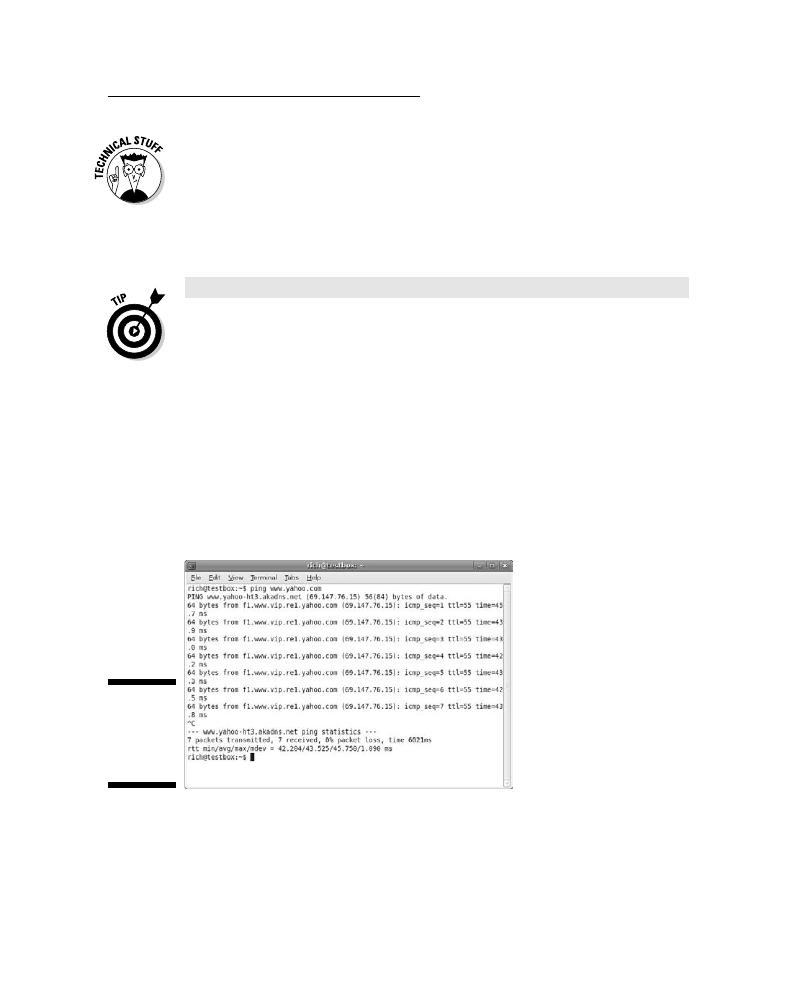 TECHNICAL STUFF
TIP
rich@testbox: ~
File Edit View Terminal Tabs Help
rich@testbox:~$ ping www.yahoo.com
PING www.yahoo-ht3.akadns.net (69.147.76.15) 56(84) bytes of data.
64 bytes from f1.www.vip.re1.yahoo.com (69.147.76.15): icmp_seq=1 ttl=55 time=45
.7 ms
64 bytes from f1.www.vip.re1.yahoo.com (69.147.76.15): icmp_seq=2 ttl=55 time=43
.9 ms
64 bytes from f1.www.vip.re1.yahoo.com (69.147.76.15): icmp_seq=3 ttl=55 time=43
.0 ms
64 bytes from f1.www.vip.re1.yahoo.com (69.147.76.15): icmp_seq=4 ttl=55 time=42
.2 ms
64 bytes from f1.www.vip.re1.yahoo.com (69.147.76.15): icmp_seq=5 ttl=55 time=43
.3 ms
64 bytes from f1.www.vip.re1.yahoo.com (69.147.76.15): icmp_seq=6 ttl=55 time=42
.5 ms
64 bytes from f1.www.vip.re1.yahoo.com (69.147.76.15): icmp_seq=7 ttl=55 time=43
.8 ms
^C
--- www.yahoo-ht3.akadns.net ping statistics ---
7 packets transmitted, 7 received, 0% packet loss, time 6021ms
rtt min/avg/max/mdev = 42.204/43.525/45.750/1.090 ms
rich@testbox:~$